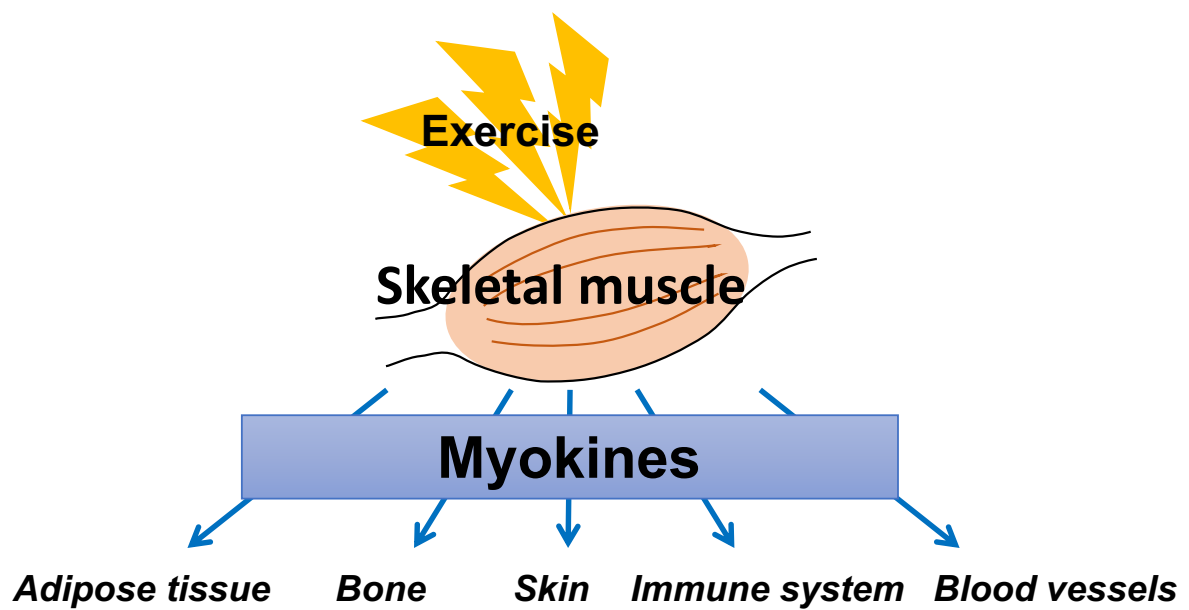 Exercise
Skeletal muscle
Myokines
Adipose tissue Bone Skin Immune system Blood vessels